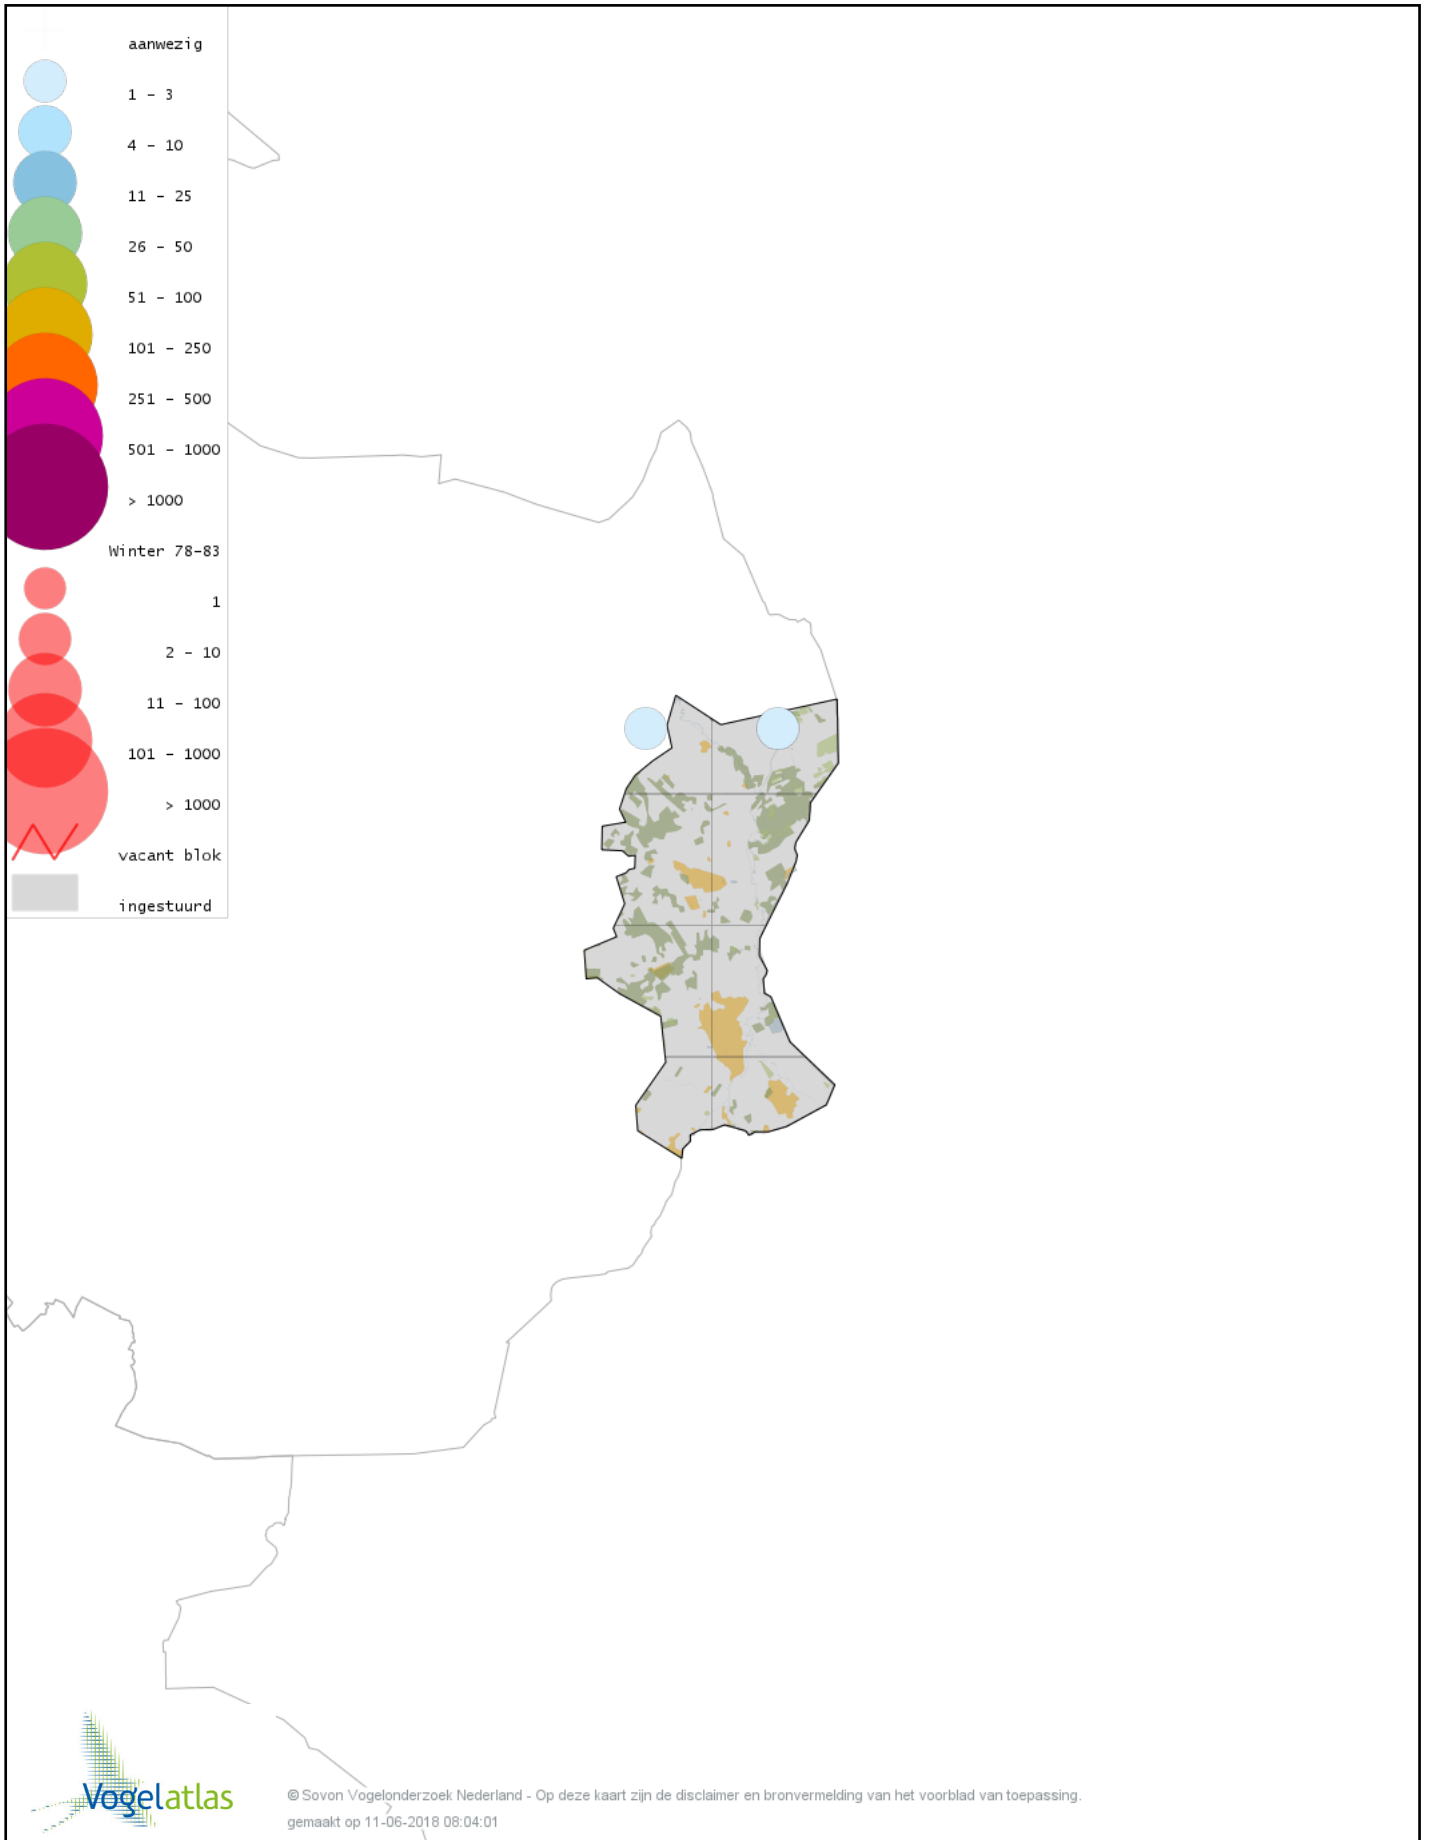 aanwezig
1 - 3
4 - 10
11 - 25
26 - 50
51 - 100
101 - 250
251 - 500
501 - 1000
> 1000
Winter 78-83
1
2 - 10
11 - 100
101 - 1000
> 1000
vacant blok
ingestuurd
Vogelatlas
© Sovon Vogelonderzoek Nederland - Op deze kaart zijn de disclaimer en bronvermelding van het voorblad van toepassing.
gemaakt op 11-06-2018 08:04:01